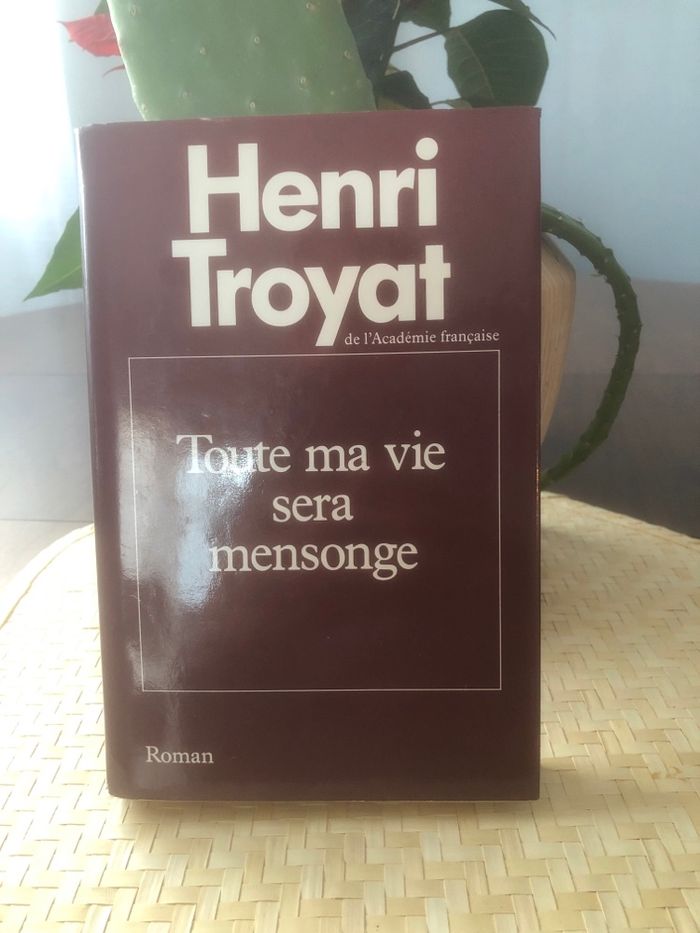 Henri
Troyat
de l'Académie française
Toute ma vie
sera
mensonge
Roman